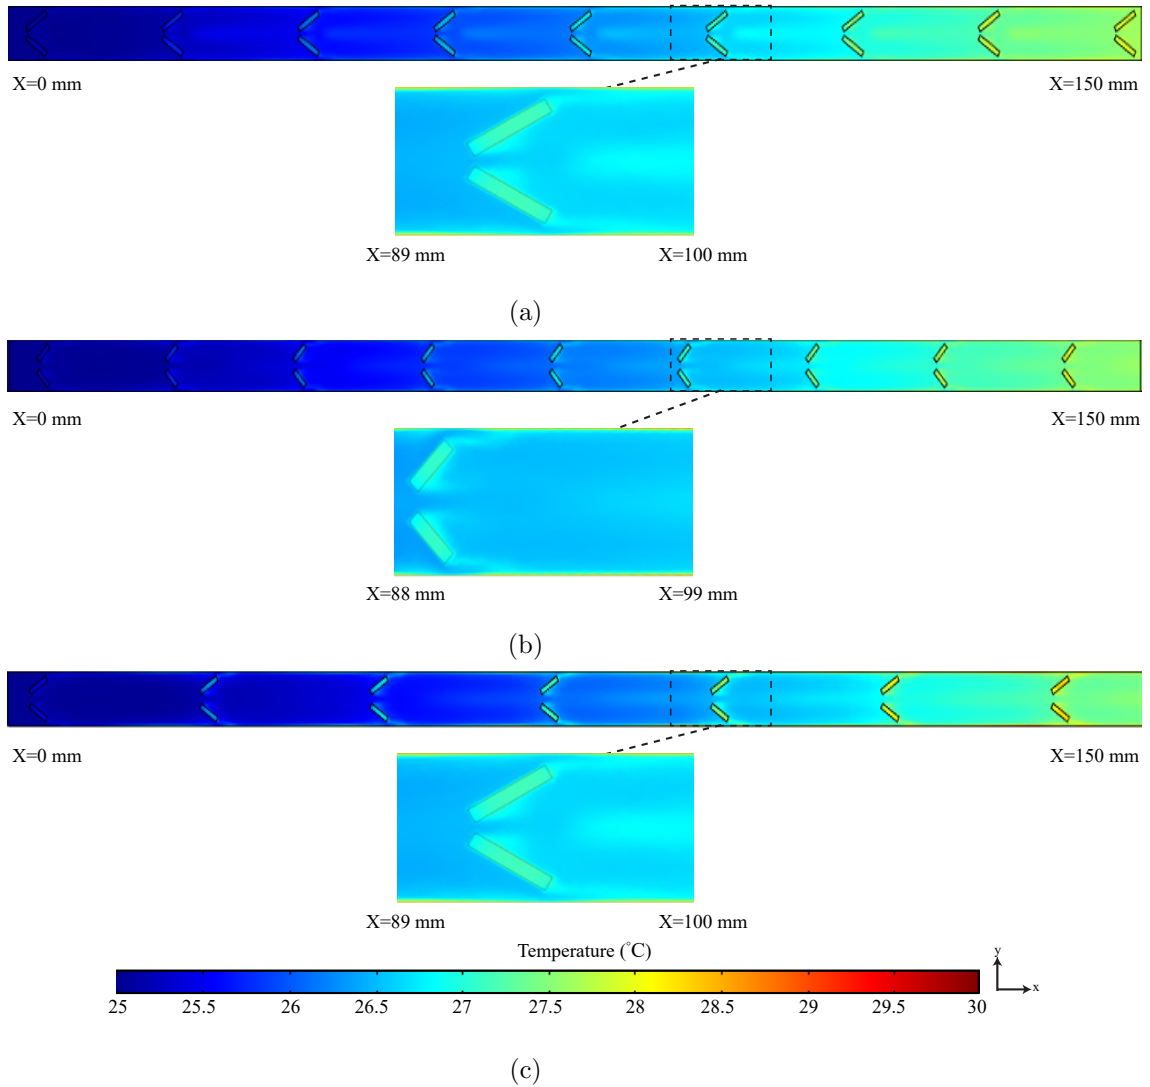 X=0 mm X=150 mm
X=89 mm X=100 mm
(a)
X=0 mm X=150 mm
X=88 mm X=99 mm
(b)
X=0 mm X=150 mm
X=89 mm X=100 mm
Temperature (°C)
y
x
25 25.5 26 26.5 27 27.5 28 28.5 29 29.5 30
(c)